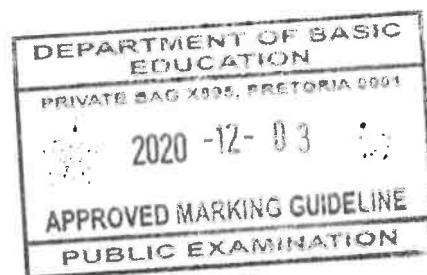 DEPARTMENT OF BASIC
EDUCATION
PRIVATE BAG X895, PRETORIA 0001
2020 -12- 03
APPROVED MARKING GUIDELINE
PUBLIC EXAMINATION